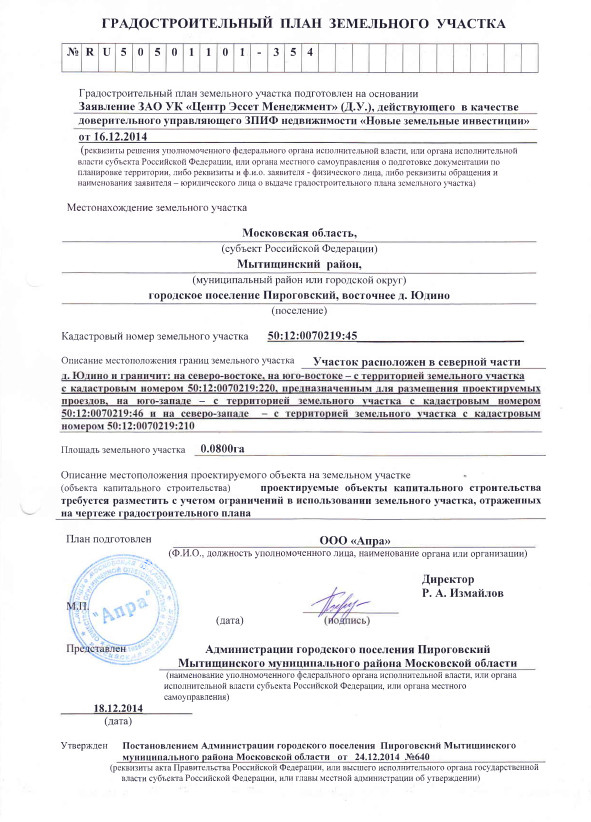 ГРАДОСТРОИТЕЛЬНЫЙ ПЛАН ЗЕМЕЛЬНОГО УЧАСТКА
№ R U 5 0 5 0 1 1 0 1 - 3 5 4
Градостроительный план земельного участка подготовлен на основании
Заявление ЗАО УК «Центр Эссет Менеджмент» (Д.У.), действующего в качестве
доверительного управляющего ЗПИФ недвижимости «Новые земельные инвестиции»
от 16.12.2014
(реквизиты решения уполномоченного федерального органа исполнительной власти, или органа исполнительной
власти субъекта Российской Федерации, или органа местного самоуправления о подготовке документации по
планировке территории, либо реквизиты и ф.и.о. заявителя - физического лица, либо реквизиты обращения и
наименования заявителя – юридического лица о выдаче градостроительного плана земельного участка)
Местонахождение земельного участка
Московская область,
(субъект Российской Федерации)
Мытищинский район,
(муниципальный район или городской округ)
городское поселение Пироговский, восточнее д. Юдино
(поселение)
Кадастровый номер земельного участка 50:12:0070219:45
Описание местоположения границ земельного участка Участок расположен в северной части
д. Юдино и граничит: на северо-востоке, на юго-востоке – с территорией земельного участка
с кадастровым номером 50:12:0070219:220, предназначенным для размещения проектируемых
проездов, на юго-западе – с территорией земельного участка с кадастровым номером
50:12:0070219:46 и на северо-западе – с территорией земельного участка с кадастровым
номером 50:12:0070219:210
Площадь земельного участка 0.0800га
Описание местоположения проектируемого объекта на земельном участке
(объекта капитального строительства) проектируемые объекты капитального строительства
требуется разместить с учетом ограничений в использовании земельного участка, отраженных
на чертеже градостроительного плана
План подготовлен ООО «Апра»
(Ф.И.О., должность уполномоченного лица, наименование органа или организации)
Директор
Р. А. Измайлов
М.П.
"Апра"
(дата) (подпись)
Представлен Администрации городского поселения Пироговский
Мытищинского муниципального района Московской области
(наименование уполномоченного федерального органа исполнительной власти, или органа
исполнительной власти субъекта Российской Федерации, или органа местного
самоуправления)
18.12.2014
(дата)
Утвержден Постановлением Администрации городского поселения Пироговский Мытищинского
муниципального района Московской области от 24.12.2014 №640
(реквизиты акта Правительства Российской Федерации, или высшего исполнительного органа государственной
власти субъекта Российской Федерации, или главы местной администрации об утверждении)